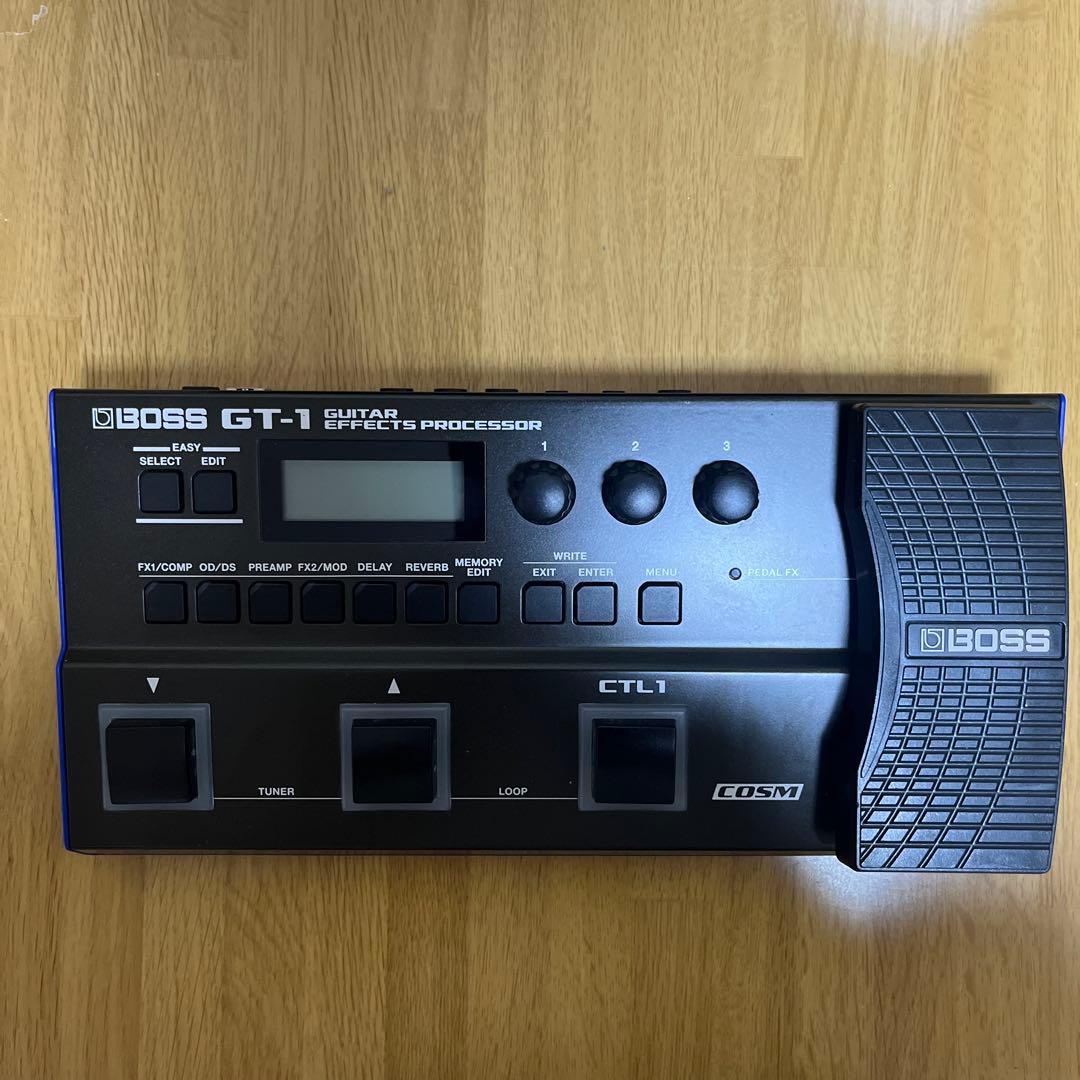 BOSS GT-1 GUITAR EFFECTS PROCESSOR
EASY
SELECT EDIT
1 2 3
FX1/COMP OD/DS PREAMP FX2/MOD DELAY REVERB MEMORY EDIT
WRITE
EXIT ENTER MENU
PEDAL FX
BOSS
▼ ▲ CTL1
TUNER LOOP
COSM